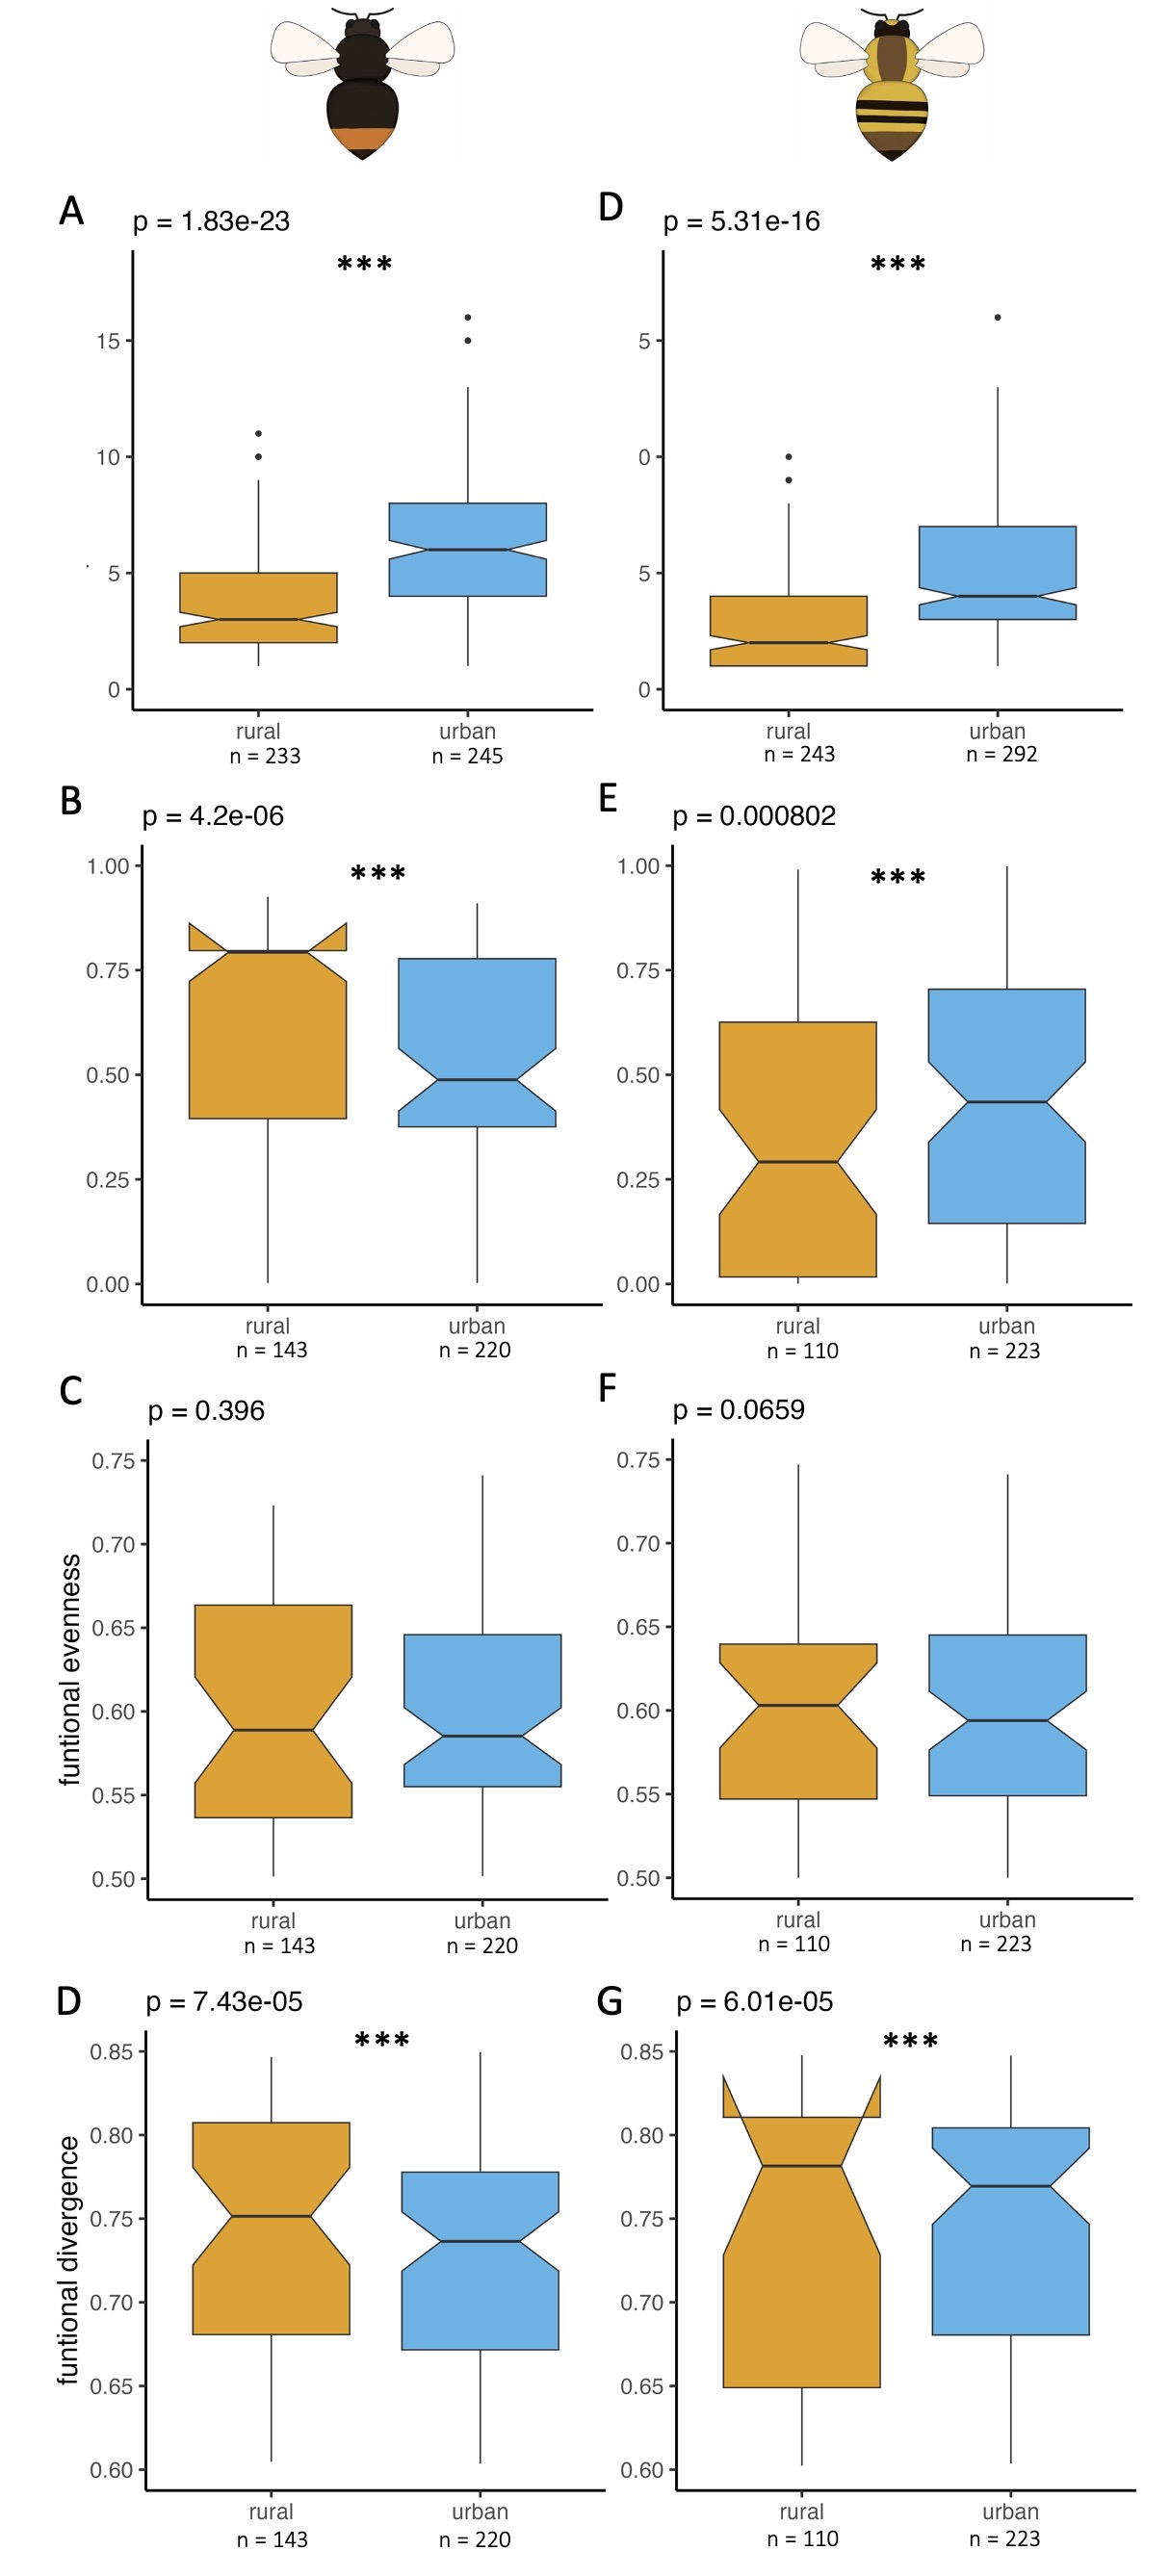 A
p = 1.83e-23
***
15
10
5
0
rural
urban
n = 233
n = 245
D
p = 5.31e-16
***
5
0
5
0
rural
urban
n = 243
n = 292
B
p = 4.2e-06
***
1.00
0.75
0.50
0.25
0.00
rural
urban
n = 143
n = 220
E
p = 0.000802
***
1.00
0.75
0.50
0.25
0.00
rural
urban
n = 110
n = 223
C
p = 0.396
funtional evenness
0.75
0.70
0.65
0.60
0.55
0.50
rural
urban
n = 143
n = 220
F
p = 0.0659
0.75
0.70
0.65
0.60
0.55
0.50
rural
urban
n = 110
n = 223
D
p = 7.43e-05
***
funtional divergence
0.85
0.80
0.75
0.70
0.65
0.60
rural
urban
n = 143
n = 220
G
p = 6.01e-05
***
0.85
0.80
0.75
0.70
0.65
0.60
rural
urban
n = 110
n = 223